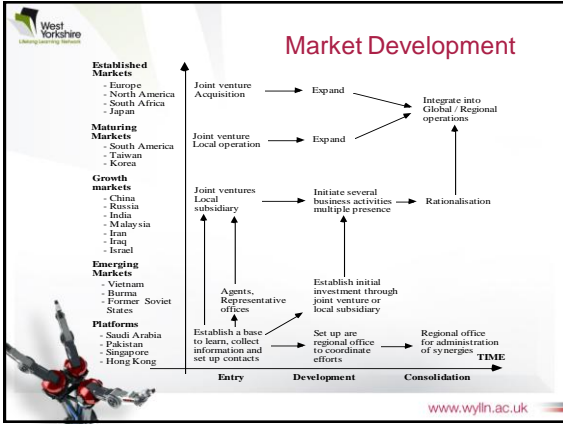 West
Yorkshire
Lifelong Learning Network
Market Development
Established
Markets
- Europe
- North America
- South Africa
- Japan
Joint venture
Acquisition
Expand
Integrate into
Global / Regional
operations
Maturing
Markets
- South America
- Taiwan
- Korea
Joint venture
Local operation
Expand
Growth
markets
- China
- Russia
- India
- Malaysia
- Iran
- Iraq
- Israel
Joint ventures
Local
subsidiary
Initiate several
business activities
multiple presence
Rationalisation
Emerging
Markets
- Vietnam
- Burma
- Former Soviet
States
Agents,
Representative
offices
Establish initial
investment through
joint venture or
local subsidiary
Platforms
- Saudi Arabia
- Pakistan
- Singapore
- Hong Kong
Establish a base
to learn, collect
information and
set up contacts
Set up are
regional office
to coordinate
efforts
Regional office
for administration
of synergies
TIME
Entry
Development
Consolidation
www.wylln.ac.uk